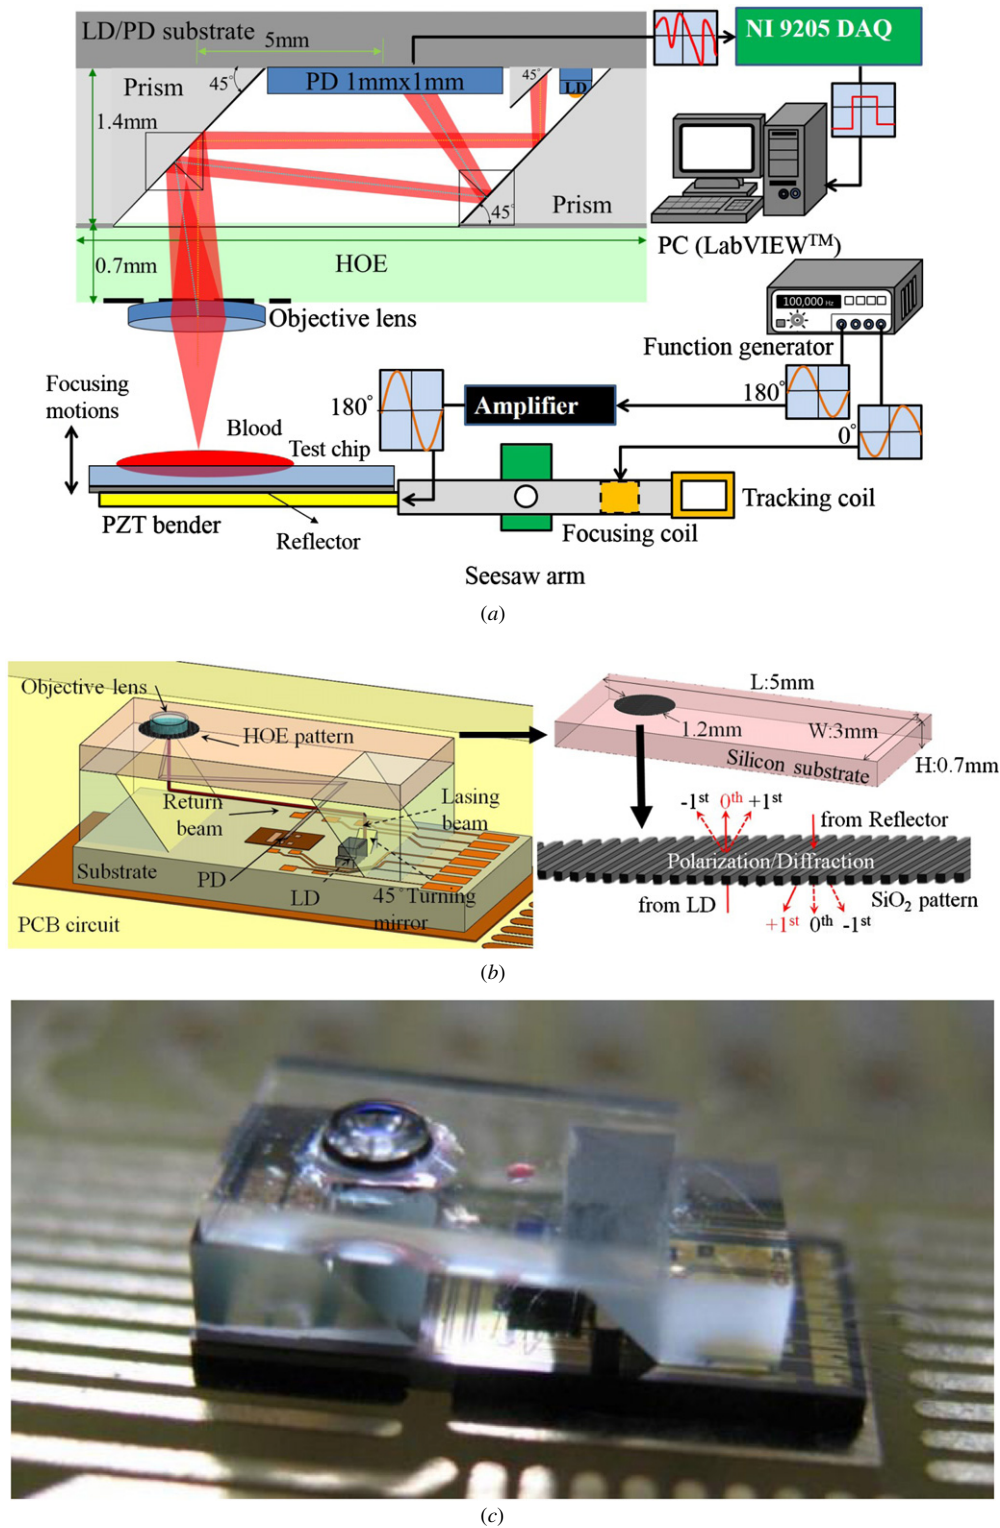 LD/PD substrate
5mm
NI 9205 DAQ
Prism
45°
PD 1mmx1mm
45°
LD
1.4mm
45°
Prism
PC (LabVIEW™)
0.7mm
HOE
100,000 Hz
Objective lens
Function generator
Focusing
motions
180°
Amplifier
180°
0°
Blood
Test chip
PZT bender
Reflector
Tracking coil
Focusing coil
Seesaw arm
(a)
Objective lens
HOE pattern
Return
beam
Lasing
beam
Substrate
PD
LD
45°Turning
mirror
PCB circuit
L:5mm
1.2mm
W:3mm
Silicon substrate
H:0.7mm
-1st 0th +1st
from Reflector
Polarization/Diffraction
from LD
SiO2 pattern
+1st 0th -1st
(b)
(c)